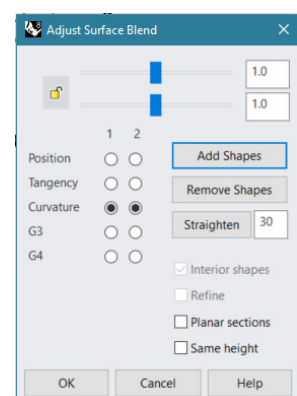 Adjust Surface Blend
1.0
1.0
1 2
Position
Add Shapes
Tangency
Remove Shapes
Curvature
Straighten 30
G3
G4
Interior shapes
Refine
Planar sections
Same height
OK Cancel Help